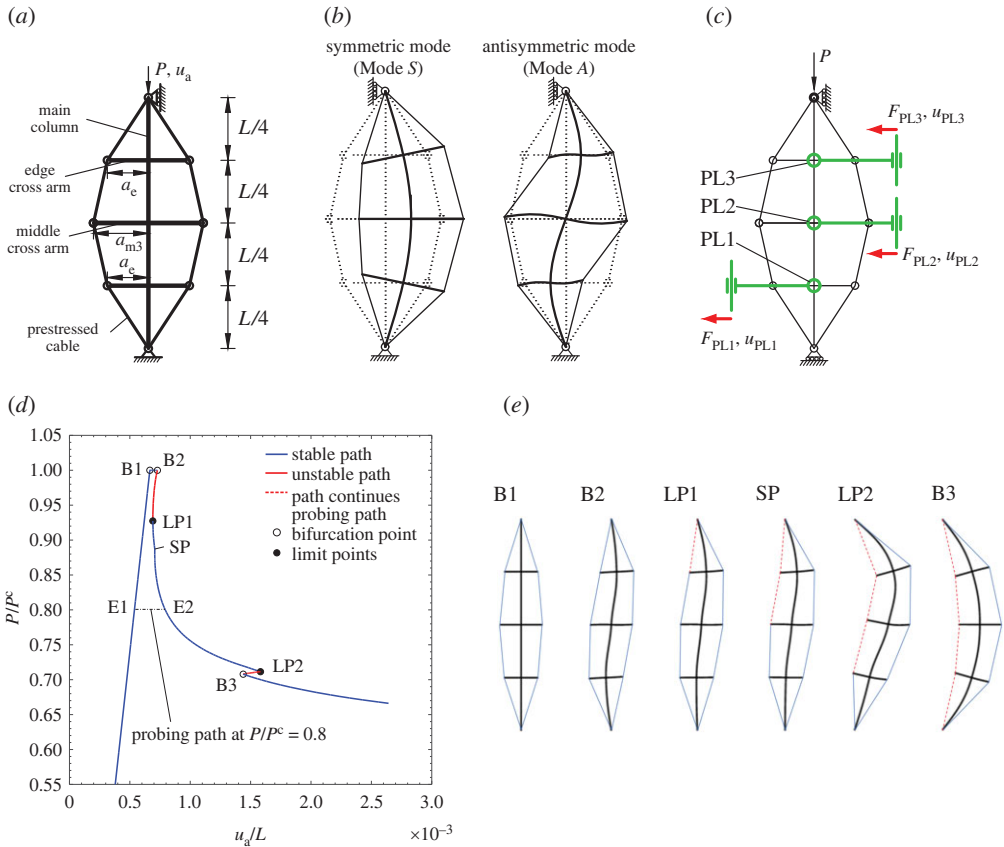 (a)
P, u_a
main
column
L/4
edge
cross arm
a_e
L/4
middle
cross arm
a_m3
a_e
L/4
prestressed
cable
L/4
(b)
symmetric mode
(Mode S)
antisymmetric mode
(Mode A)
(c)
P
F_PL3, u_PL3
PL3
PL2
PL1
F_PL2, u_PL2
F_PL1, u_PL1
(d)
1.05
1.00
0.95
0.90
0.85
0.80
0.75
0.70
0.65
0.60
0.55
P/P^c
B1
B2
LP1
SP
E1
E2
LP2
B3
probing path at P/P^c = 0.8
stable path
unstable path
path continues
probing path
bifurcation point
limit points
0
0.5
1.0
1.5
2.0
2.5
3.0
×10^−3
u_a/L
(e)
B1
B2
LP1
SP
LP2
B3